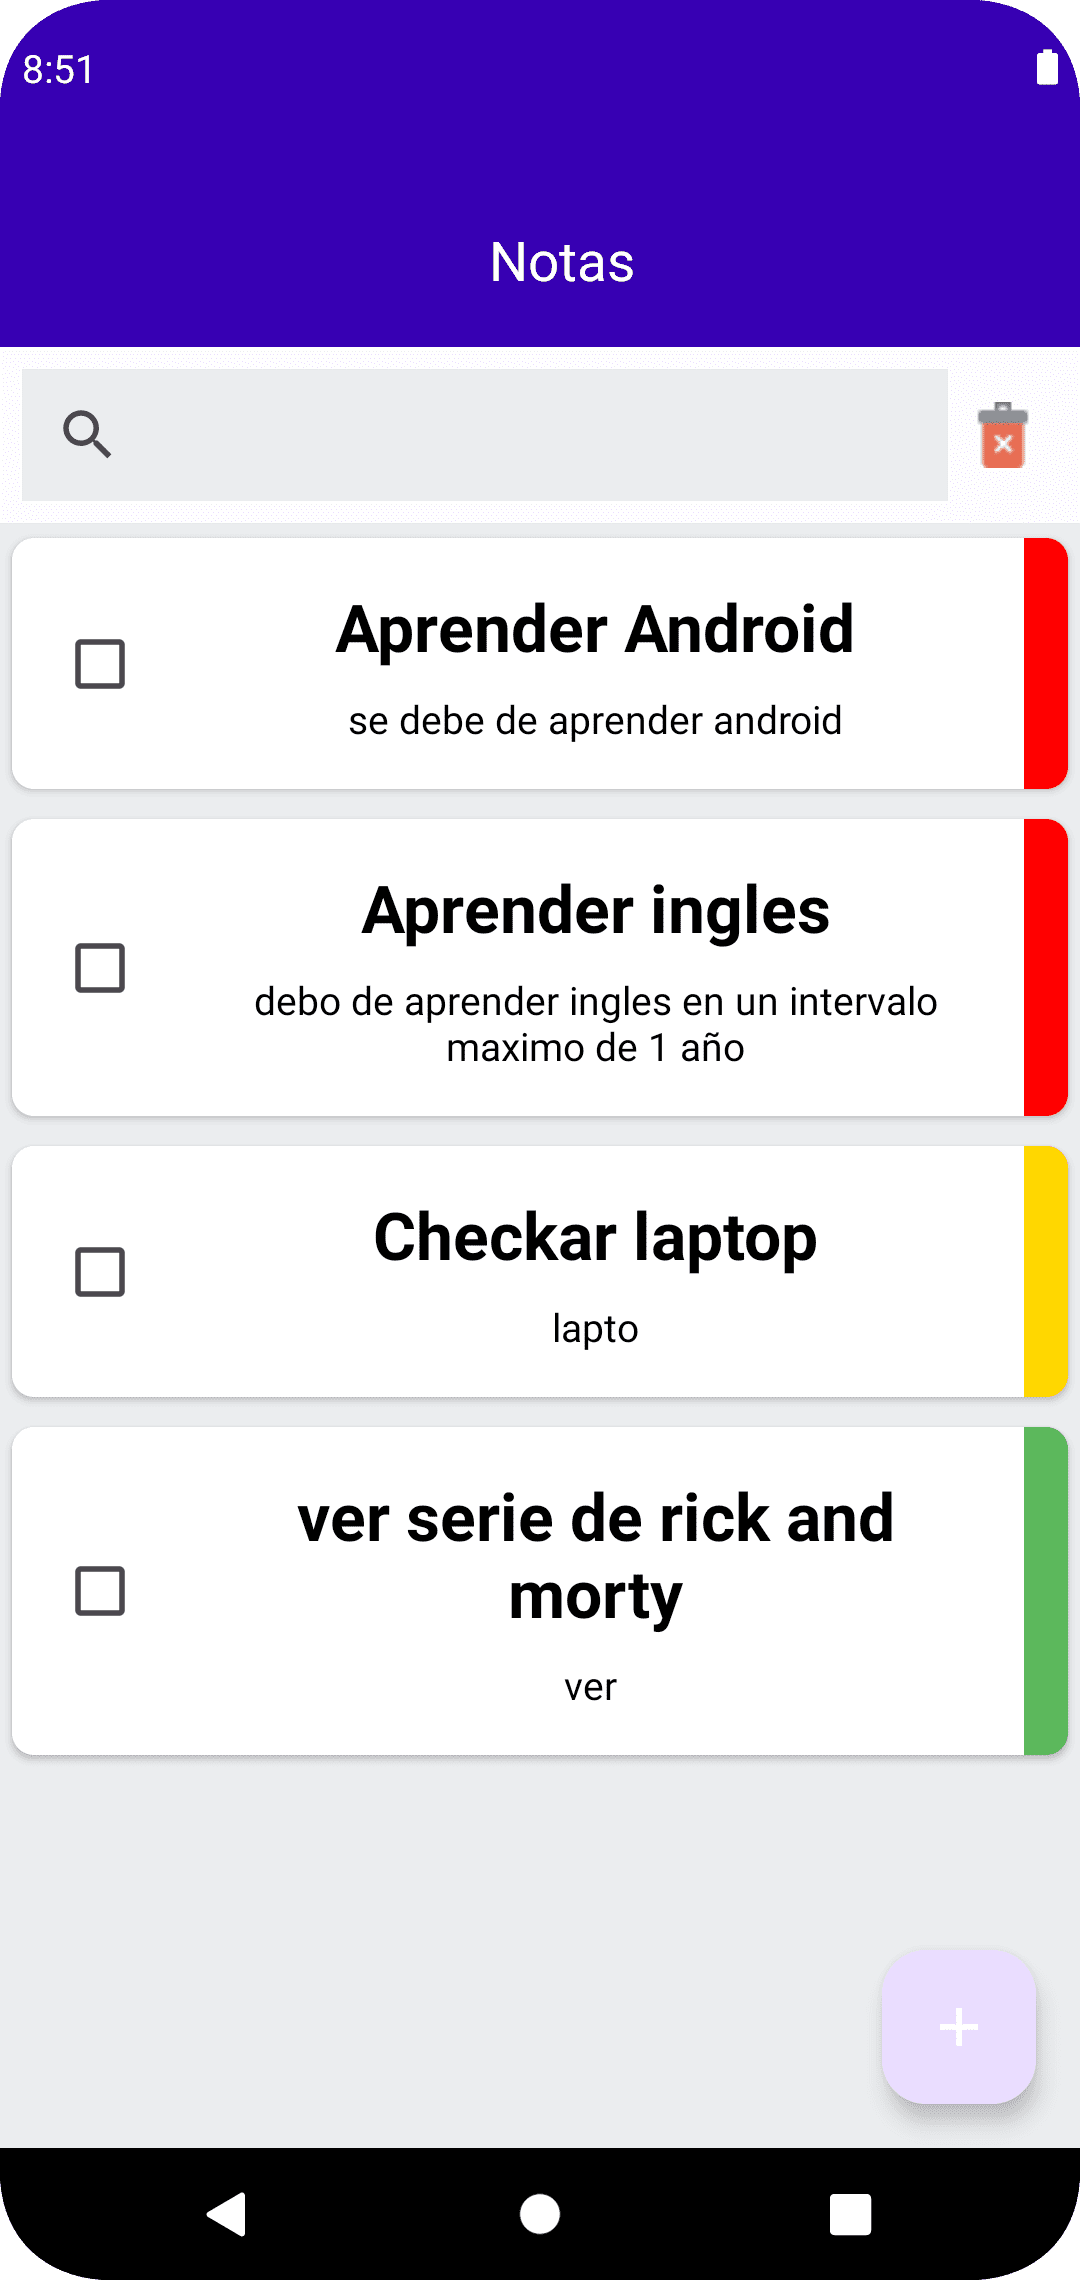 8:51
Notas
Aprender Android
se debe de aprender android
Aprender ingles
debo de aprender ingles en un intervalo
maximo de 1 año
Checkar laptop
lapto
ver serie de rick and
morty
ver